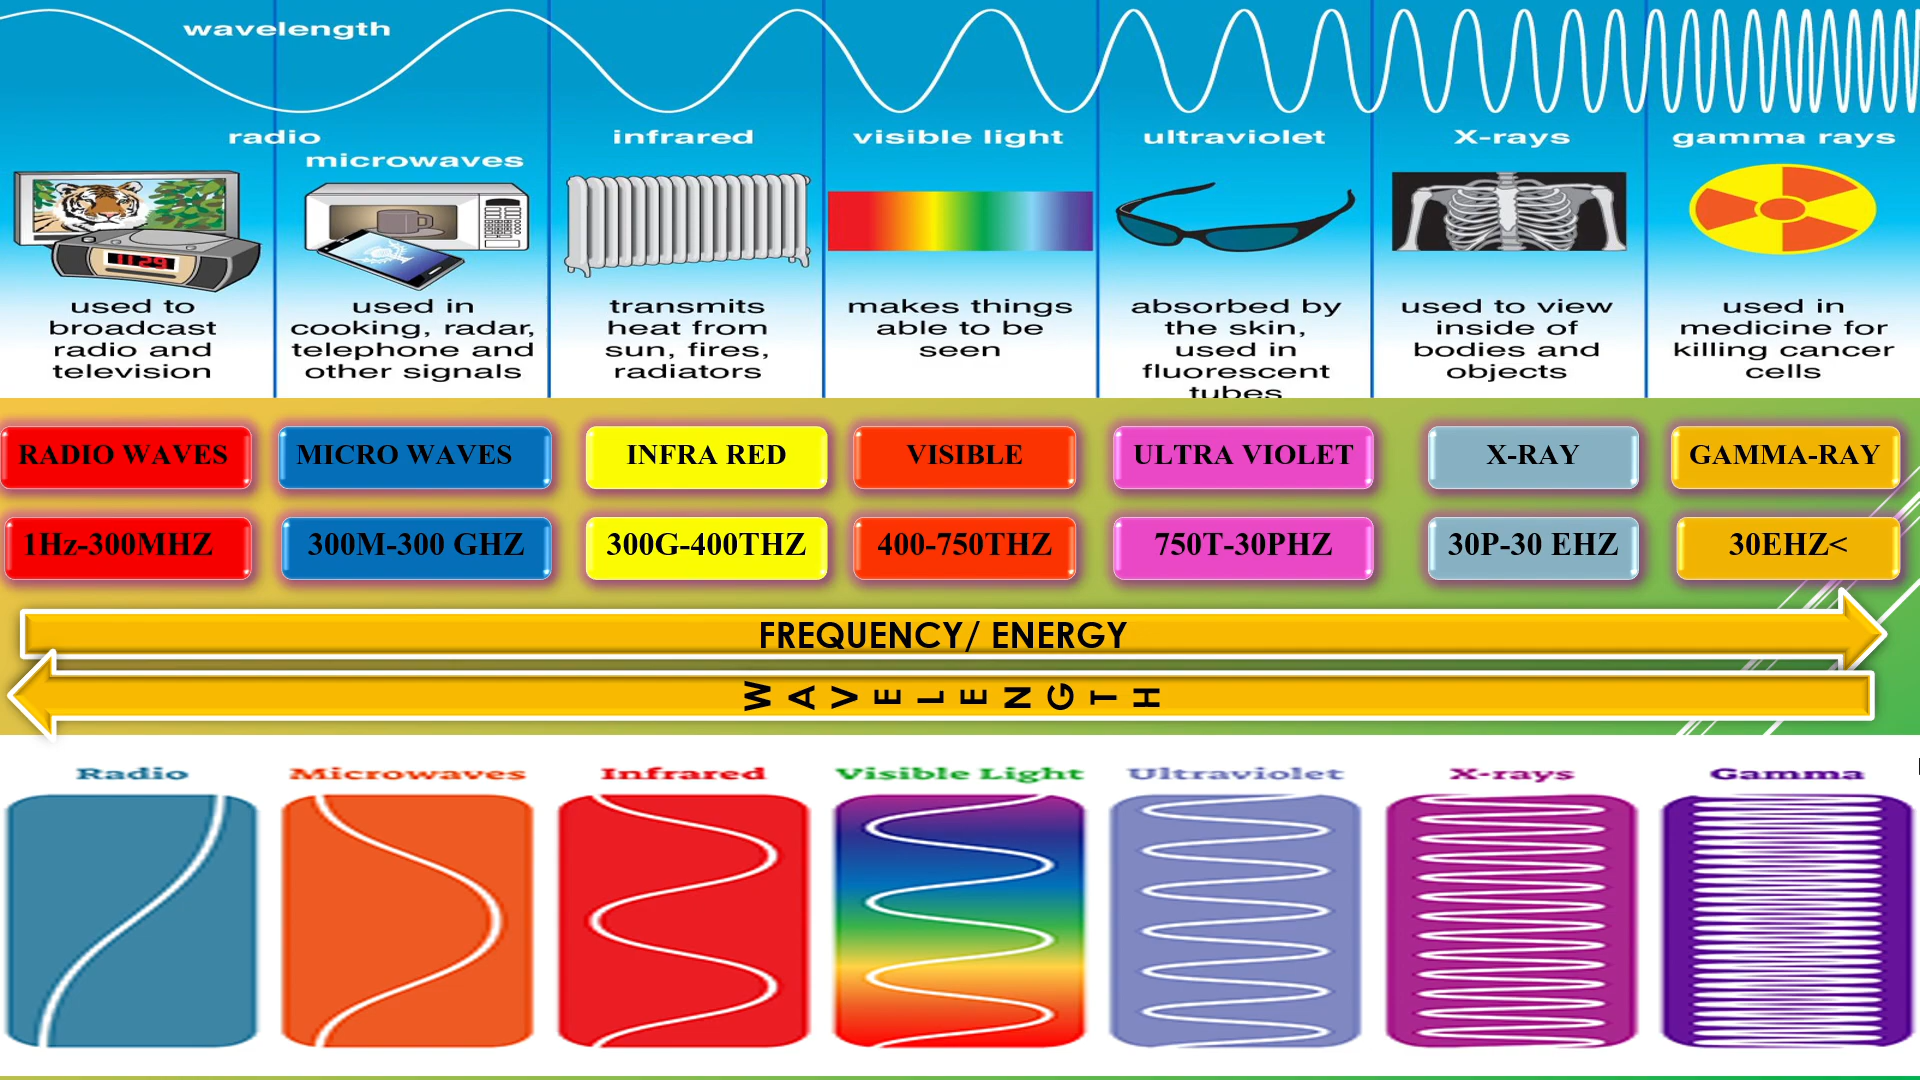 wavelength
radio
microwaves
infrared
visible light
ultraviolet
X-rays
gamma rays
11:29
used to
broadcast
radio and
television
used in
cooking, radar,
telephone and
other signals
transmits
heat from
sun, fires,
radiators
makes things
able to be
seen
absorbed by
the skin,
used in
fluorescent
tubes
used to view
inside of
bodies and
objects
used in
medicine for
killing cancer
cells
RADIO WAVES
MICRO WAVES
INFRA RED
VISIBLE
ULTRA VIOLET
X-RAY
GAMMA-RAY
1Hz-300MHZ
300M-300 GHZ
300G-400THZ
400-750THZ
750T-30PHZ
30P-30 EHZ
30EHZ<
FREQUENCY/ ENERGY
WAVELENGTH
Radio
Microwaves
Infrared
Visible Light
Ultraviolet
X-rays
Gamma